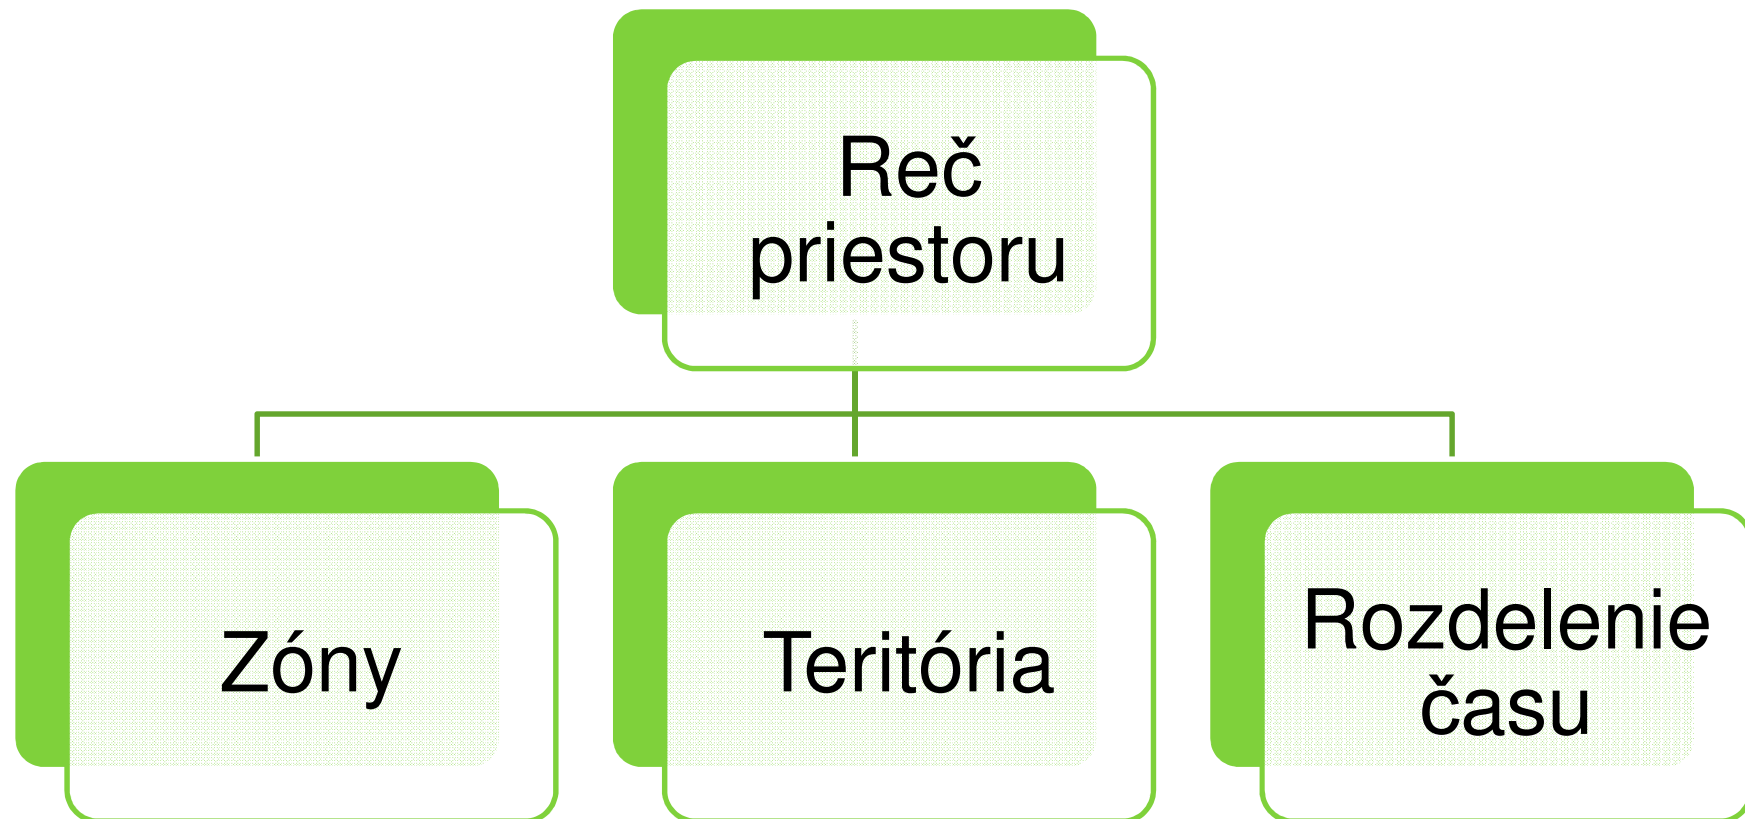 Reč
priestoru
Zóny
Teritória
Rozdelenie
času